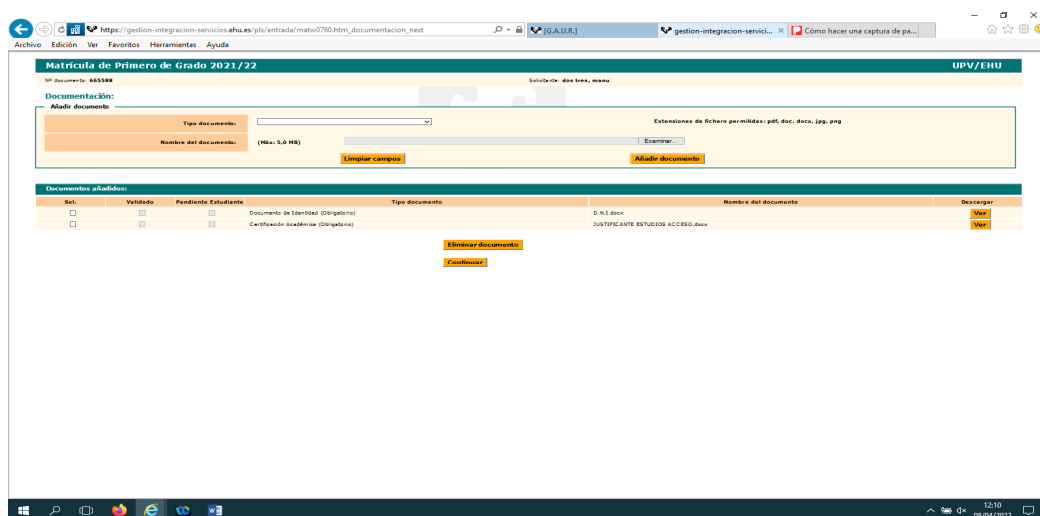 https://gestion-integracion-servicios.ehu.es/pls/entrada/matw0760.htm_documentacion_next
[G.A.U.R.]
gestion-integracion-servici...
Cómo hacer una captura de pa...
Archivo Edición Ver Favoritos Herramientas Ayuda
Matrícula de Primero de Grado 2021/22 UPV/EHU
Nº documento: 665588 Solicitante: dos tres, manu
Documentación:
Añadir documento
Tipo documento: Extensiones de fichero permitidas: pdf, doc, docx, jpg, png
Nombre del documento: (Máx: 5,0 MB) Examinar...
Limpiar campos Añadir documento
Documentos añadidos:
Sel. Validado Pendiente Estudiante Tipo documento Nombre del documento Descargar
Documento de Identidad (Obligatorio) D.N.I.docx Ver
Certificación Académica (Obligatorio) JUSTIFICANTE ESTUDIOS ACCESO.docx Ver
Eliminar documento
Continuar
12:10
08/04/2022